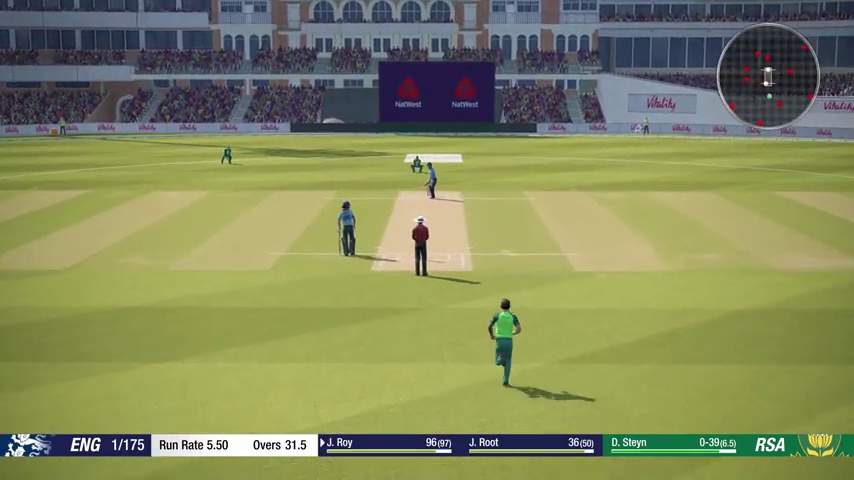 NatWest NatWest
Vitality
Vitality
ENG 1/175 Run Rate 5.50 Overs 31.5 J. Roy 96 (97) J. Root 36 (50) D. Steyn 0-39 (6.5) RSA